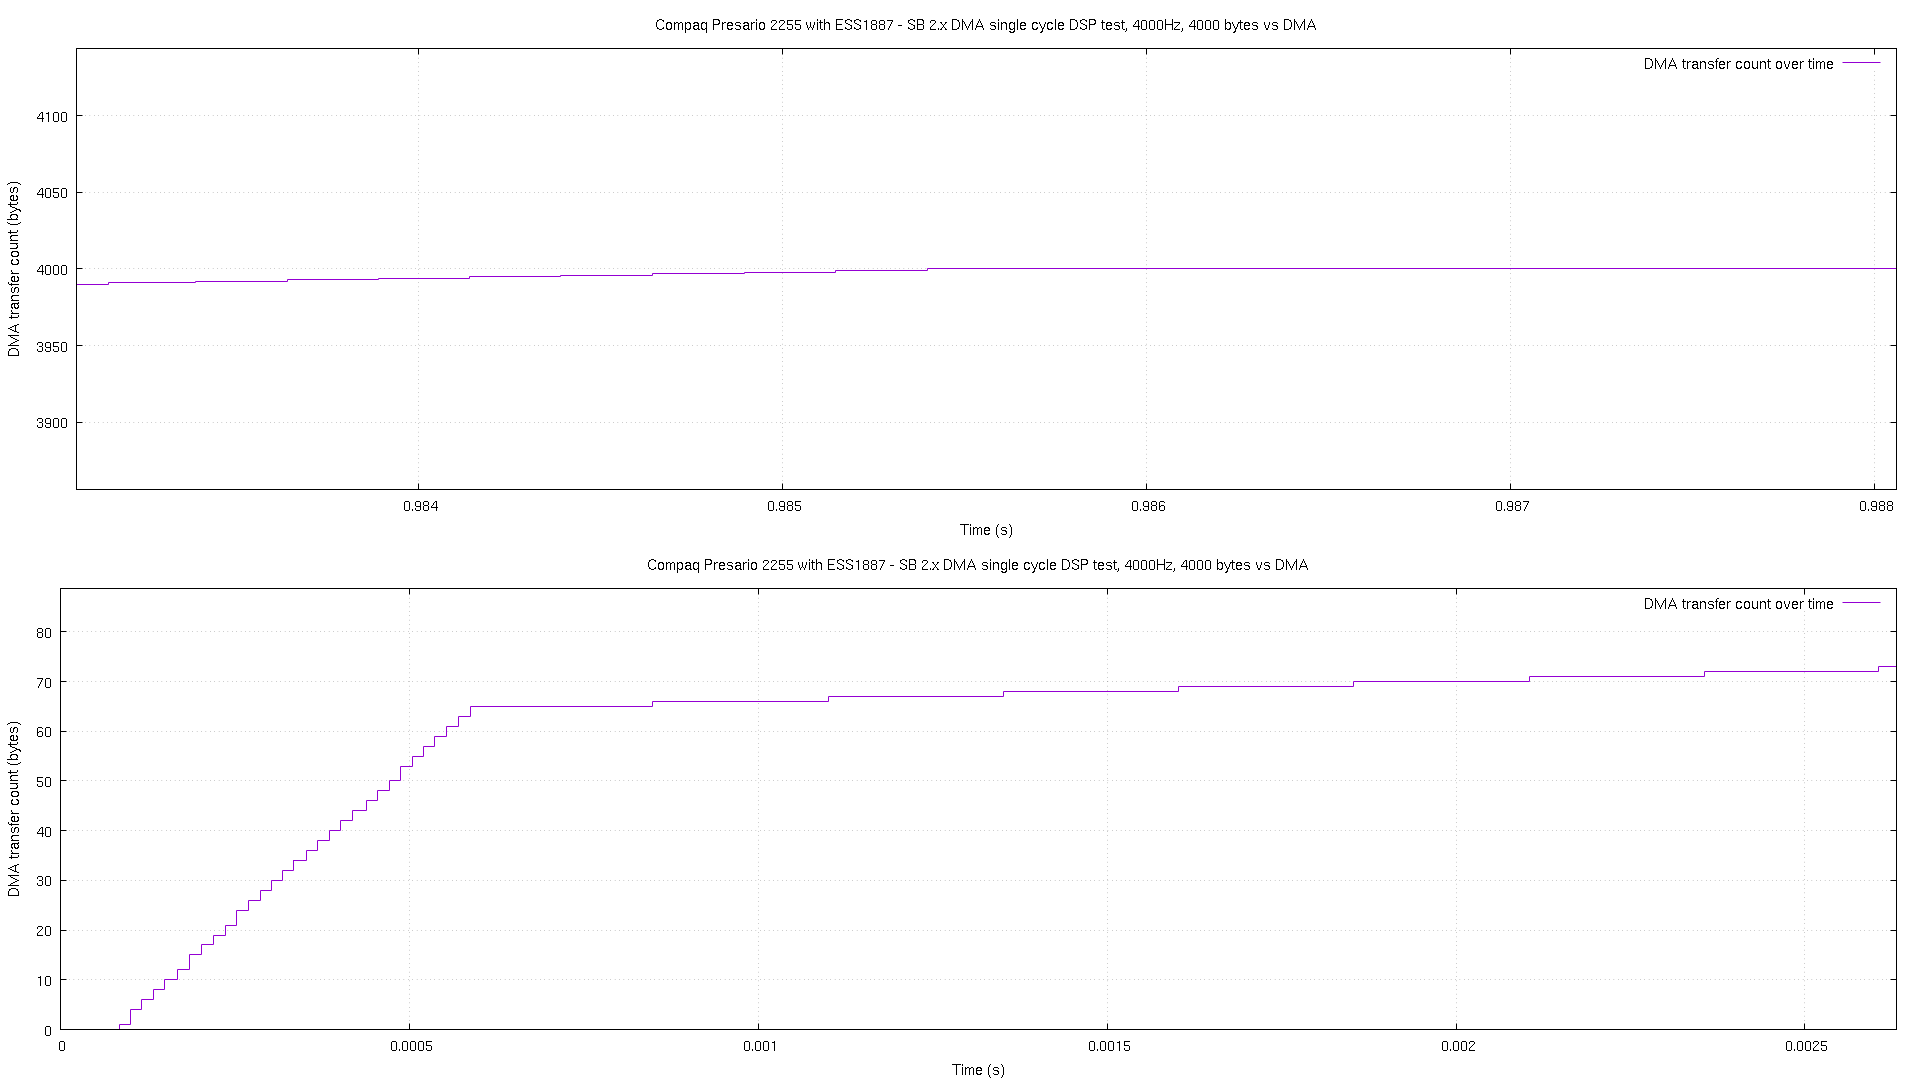 Compaq Presario 2255 with ESS1887 - SB 2.x DMA single cycle DSP test, 4000Hz, 4000 bytes vs DMA
DMA transfer count over time
4100
4050
4000
3950
3900
DMA transfer count (bytes)
0.984 0.985 0.986 0.987 0.988
Time (s)
Compaq Presario 2255 with ESS1887 - SB 2.x DMA single cycle DSP test, 4000Hz, 4000 bytes vs DMA
DMA transfer count over time
80
70
60
50
40
30
20
10
0
DMA transfer count (bytes)
0 0.0005 0.001 0.0015 0.002 0.0025
Time (s)